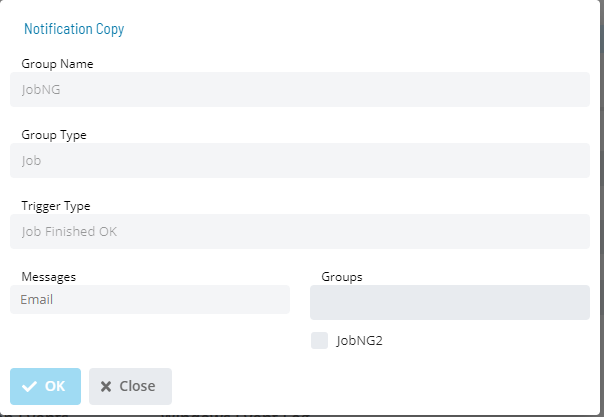 Notification Copy
Group Name
JobNG
Group Type
Job
Trigger Type
Job Finished OK
Messages
Groups
Email
JobNG2
OK
Close